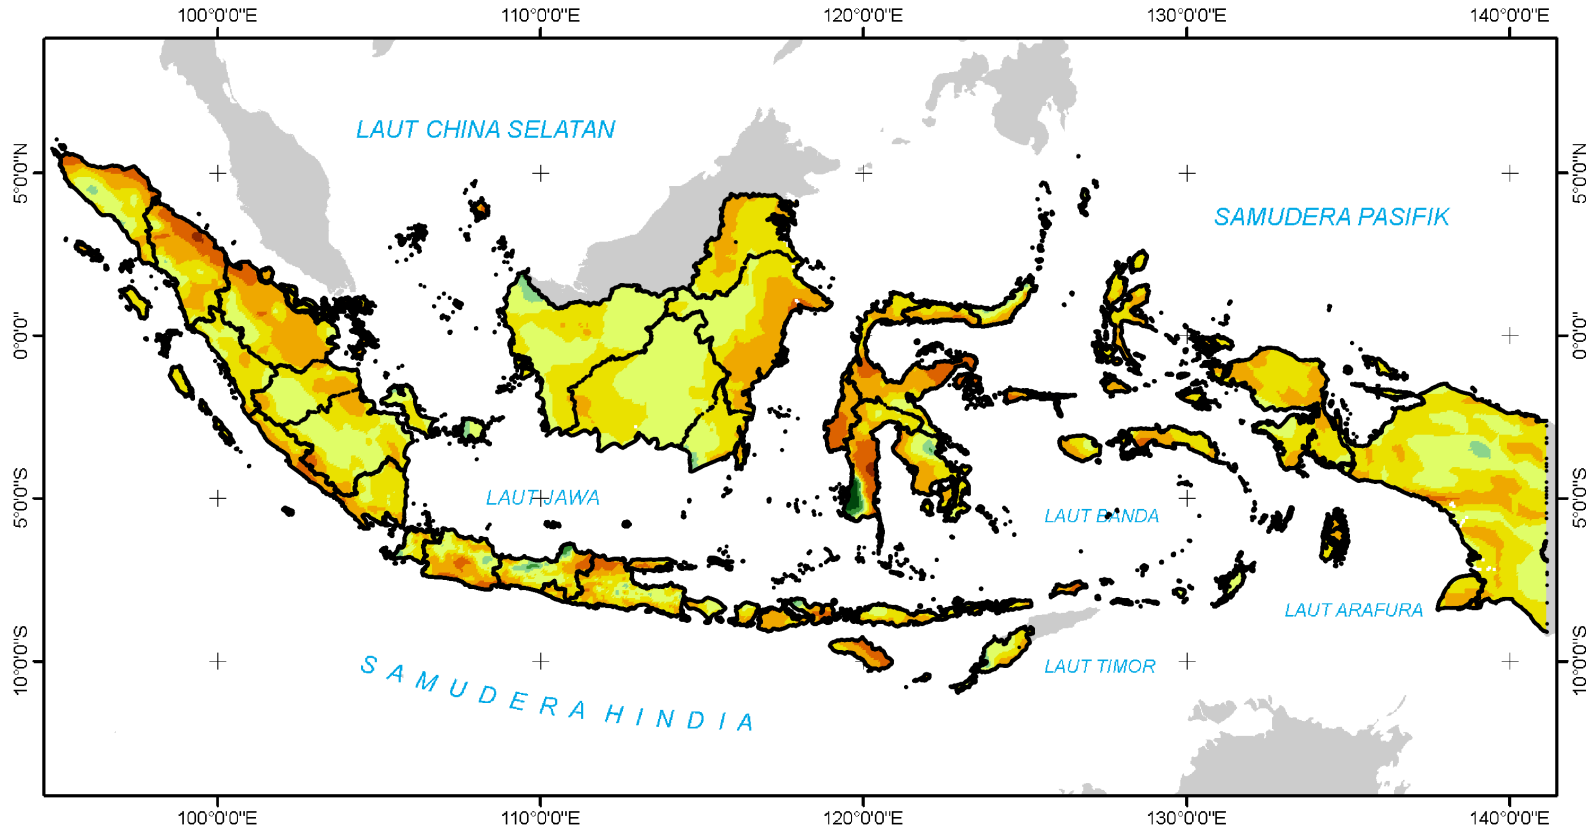 100°0'0"E 110°0'0"E 120°0'0"E 130°0'0"E 140°0'0"E
LAUT CHINA SELATAN
5°0'0"N 5°0'0"N
SAMUDERA PASIFIK
0°0'0" 0°0'0"
5°0'0"S LAUT JAWA 5°0'0"S
LAUT BANDA
LAUT ARAFURA
10°0'0"S SAMUDERA HINDIA LAUT TIMOR 10°0'0"S
100°0'0"E 110°0'0"E 120°0'0"E 130°0'0"E 140°0'0"E